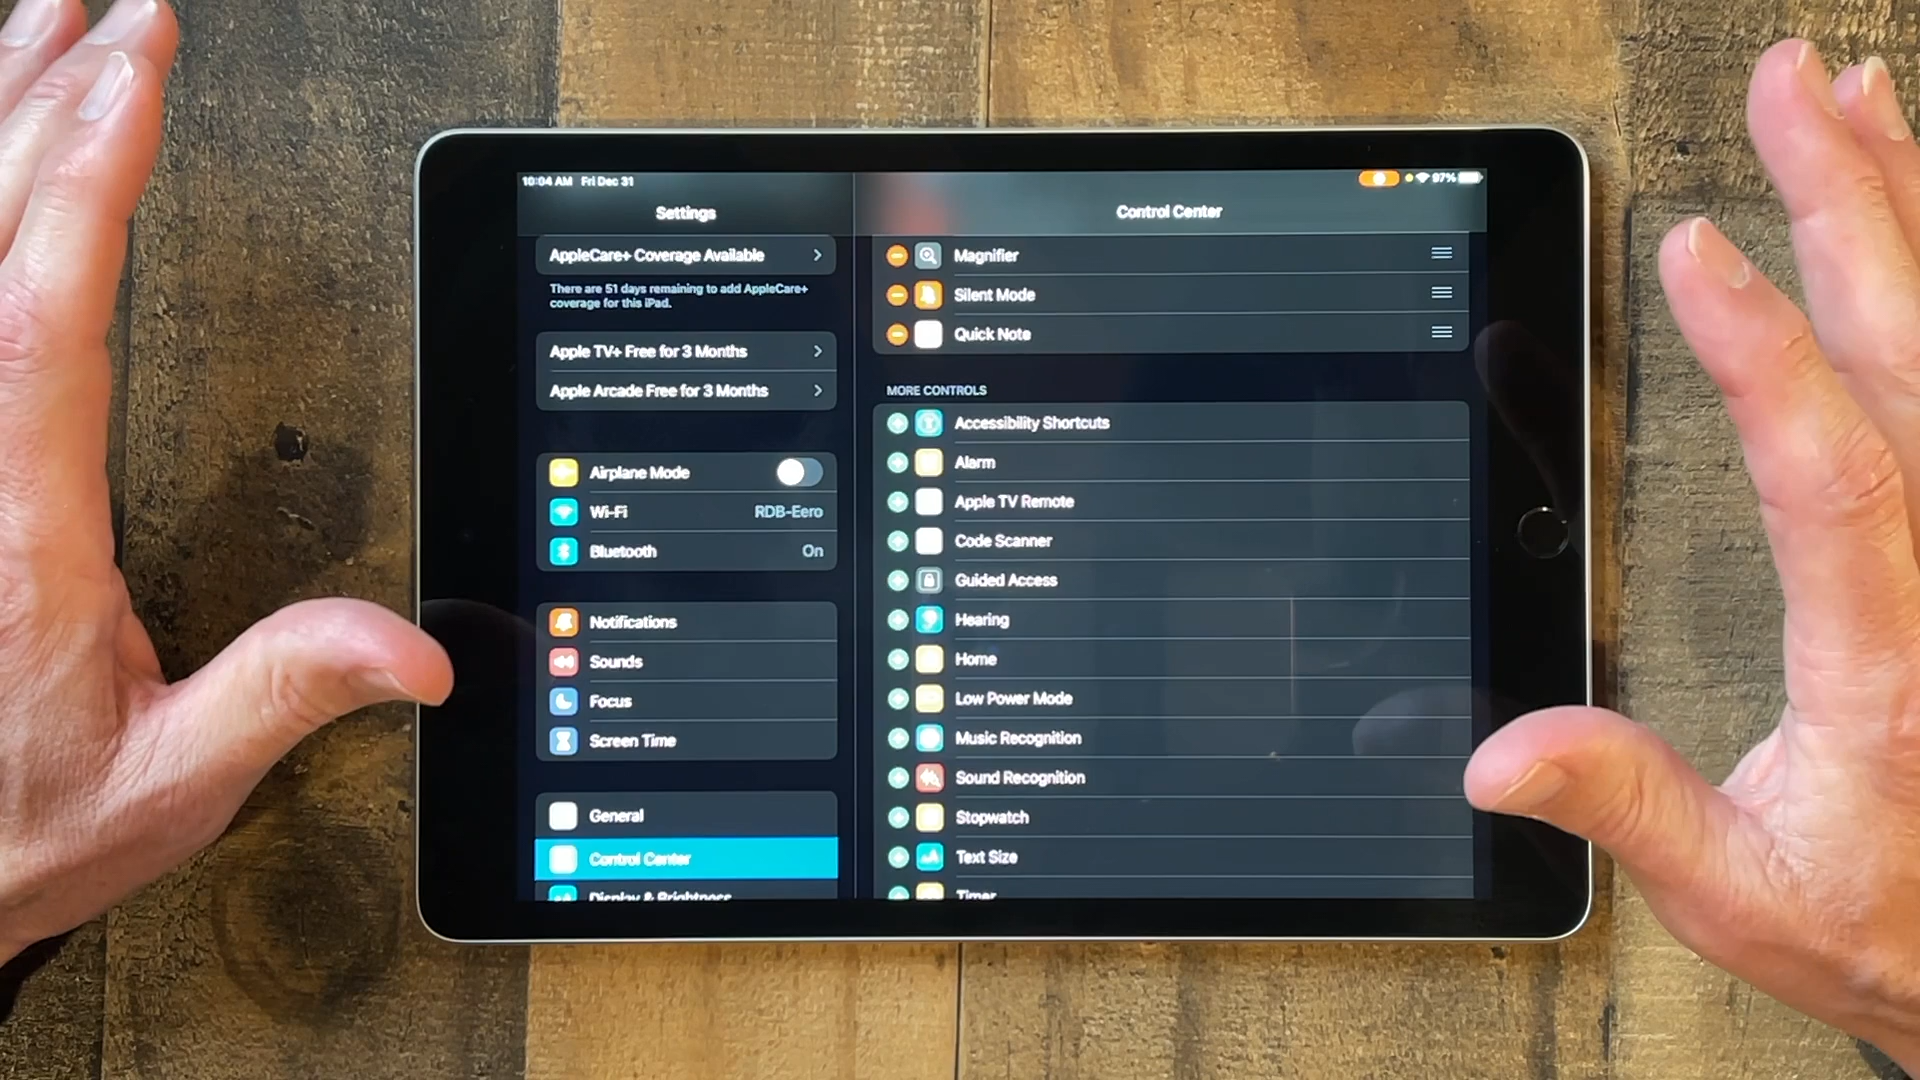 10:04 AM Fri Dec 31
97%
Settings
AppleCare+ Coverage Available
There are 51 days remaining to add AppleCare+
coverage for this iPad.
Apple TV+ Free for 3 Months
Apple Arcade Free for 3 Months
Airplane Mode
Wi-Fi RDB-Eero
Bluetooth On
Notifications
Sounds
Focus
Screen Time
General
Control Center
Display & Brightness
Control Center
Magnifier
Silent Mode
Quick Note
MORE CONTROLS
Accessibility Shortcuts
Alarm
Apple TV Remote
Code Scanner
Guided Access
Hearing
Home
Low Power Mode
Music Recognition
Sound Recognition
Stopwatch
Text Size
Timer